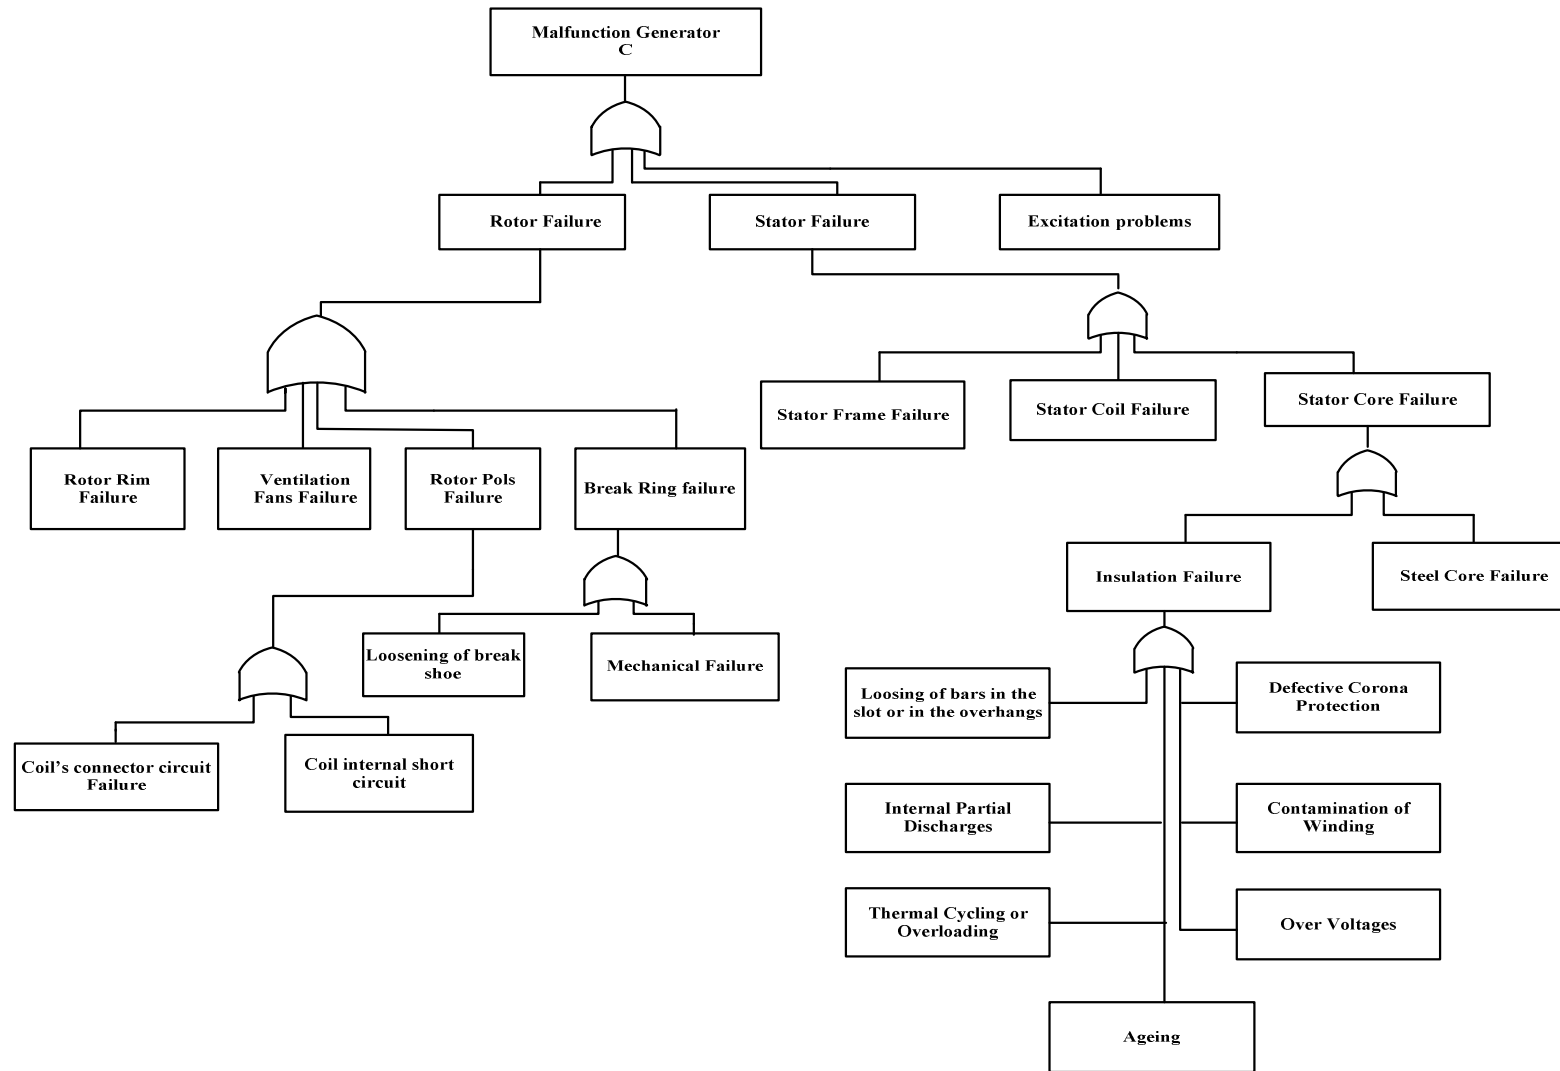 Malfunction Generator
C
Rotor Failure
Stator Failure
Excitation problems
Stator Frame Failure
Stator Coil Failure
Stator Core Failure
Rotor Rim
Failure
Ventilation
Fans Failure
Rotor Pols
Failure
Break Ring failure
Insulation Failure
Steel Core Failure
Loosening of break
shoe
Mechanical Failure
Coil's connector circuit
Failure
Coil internal short
circuit
Loosing of bars in the
slot or in the overhangs
Defective Corona
Protection
Internal Partial
Discharges
Contamination of
Winding
Thermal Cycling or
Overloading
Over Voltages
Ageing